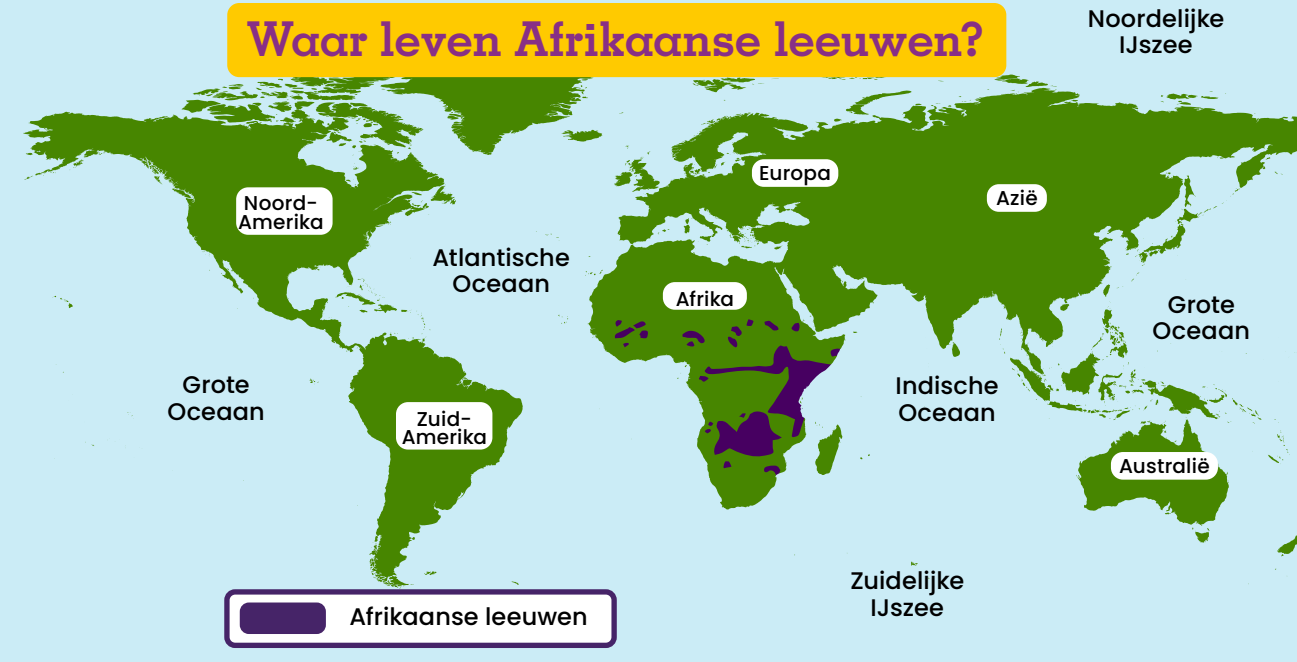 Waar leven Afrikaanse leeuwen?
Noordelijke
IJszee
Europa
Azië
Noord-
Amerika
Atlantische
Oceaan
Afrika
Grote
Oceaan
Grote
Oceaan
Indische
Oceaan
Zuid-
Amerika
Australië
Zuidelijke
IJszee
Afrikaanse leeuwen